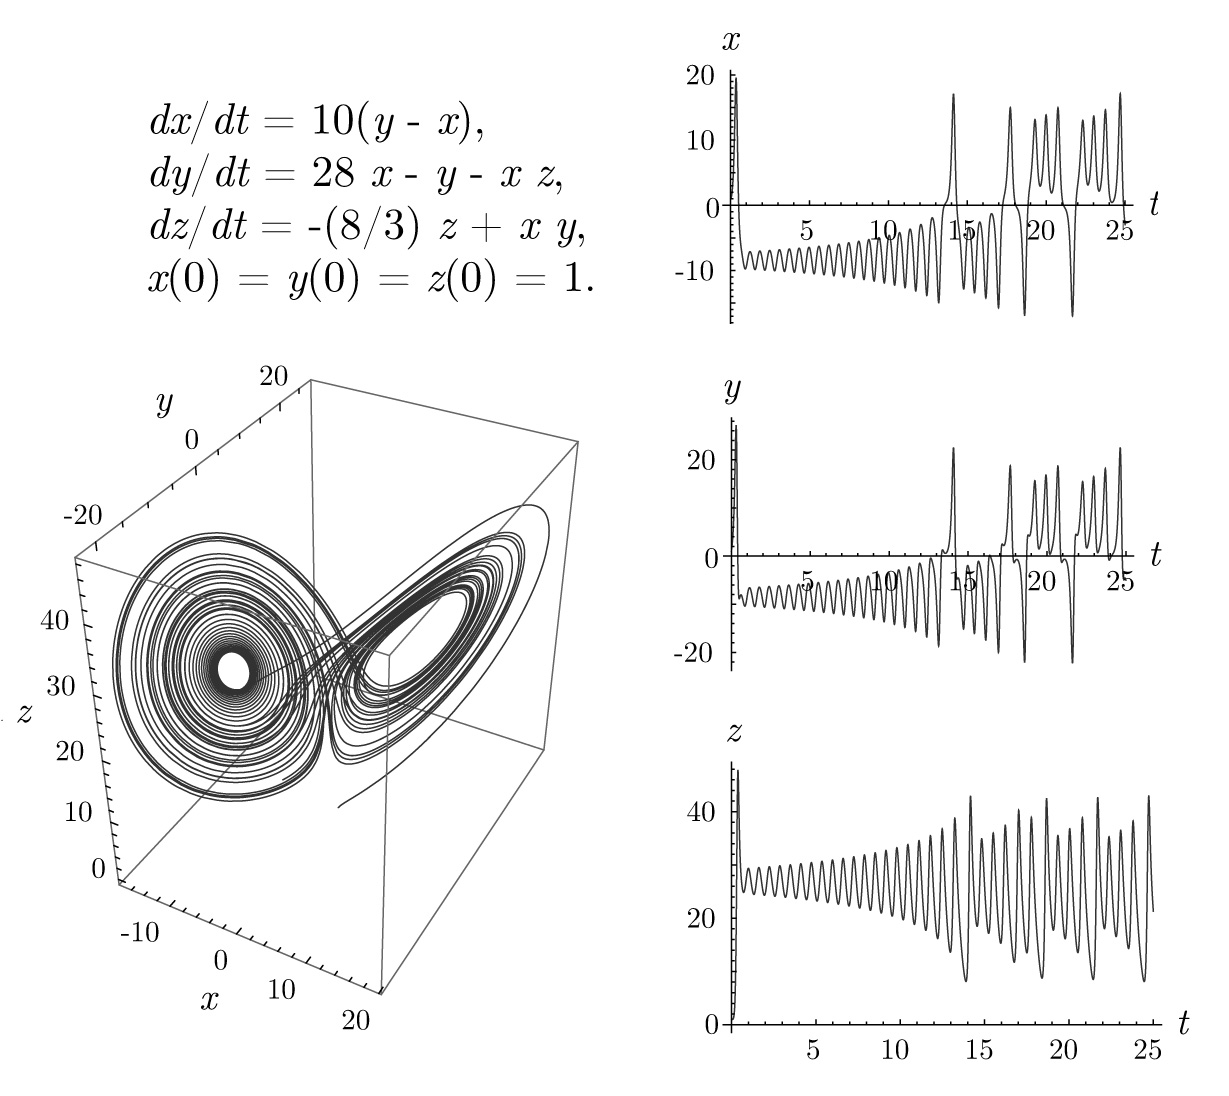 dx/dt = 10(y - x),
dy/dt = 28 x - y - x z,
dz/dt = -(8/3) z + x y,
x(0) = y(0) = z(0) = 1.
x
20
10
0
-10
5
10
15
20
25
t
y
20
0
-20
5
10
15
20
25
t
z
40
20
0
5
10
15
20
25
t
y
20
0
-20
z
40
30
20
10
0
-10
0
10
20
x